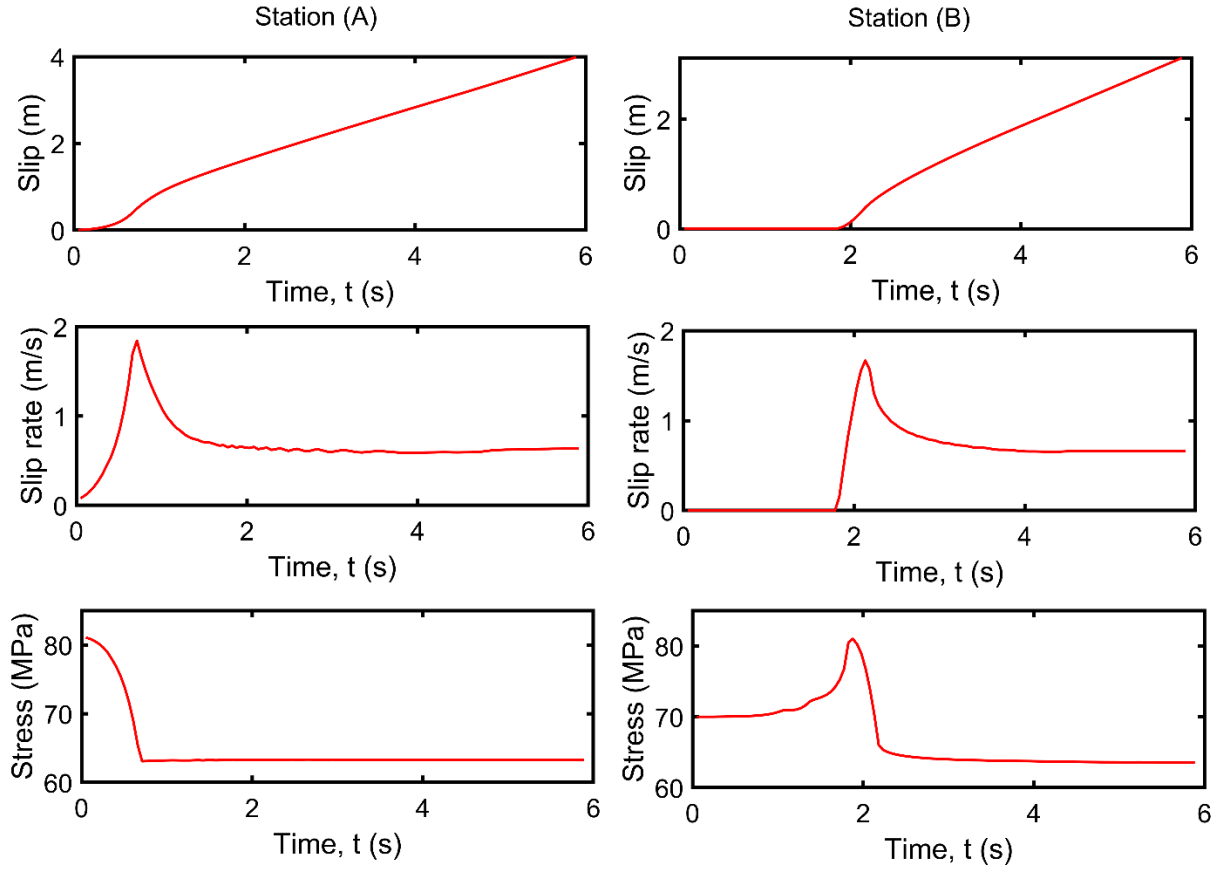 Station (A)
Slip (m)
4
2
0
0 2 4 6
Time, t (s)
Slip rate (m/s)
2
1
0
0 2 4 6
Time, t (s)
Stress (MPa)
80
70
60
0 2 4 6
Time, t (s)
Station (B)
Slip (m)
2
0
0 2 4 6
Time, t (s)
Slip rate (m/s)
2
1
0
0 2 4 6
Time, t (s)
Stress (MPa)
80
70
60
0 2 4 6
Time, t (s)